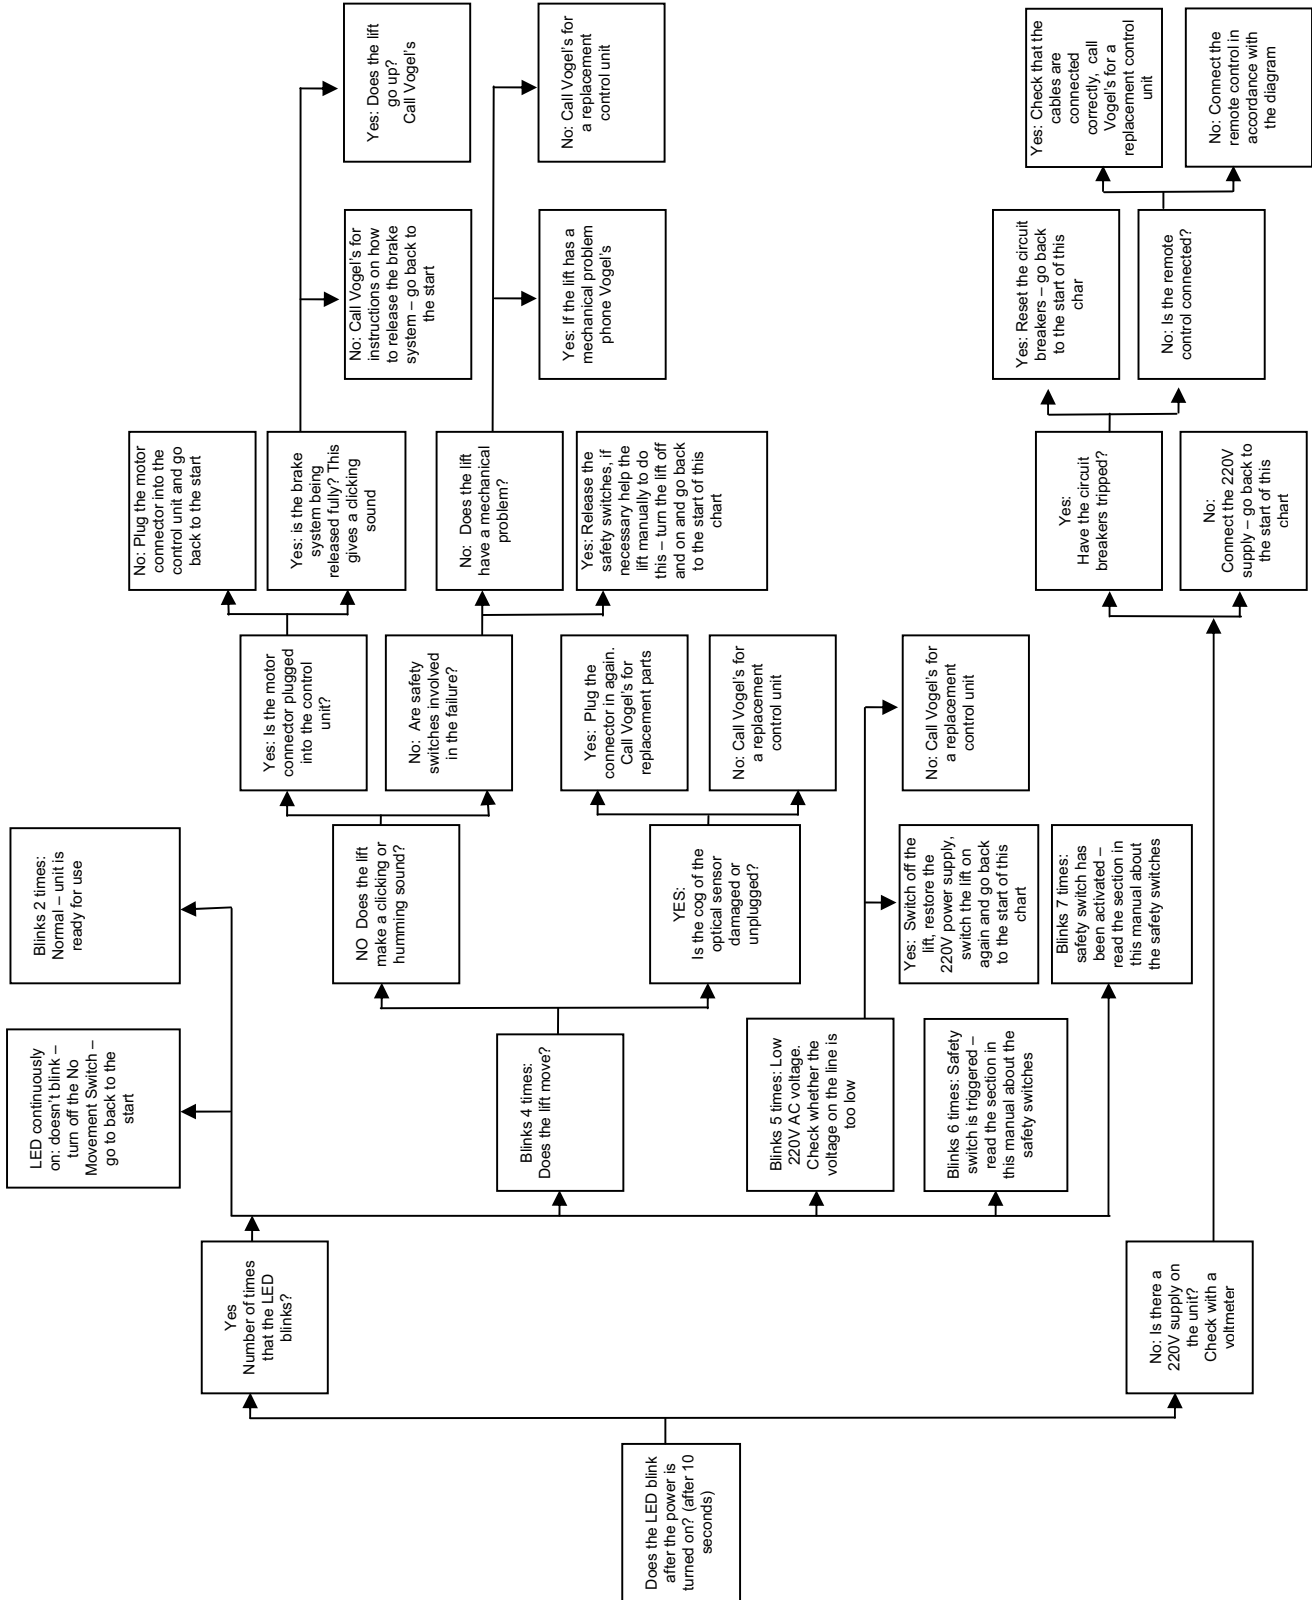 Does the LED blink
after the power is
turned on? (after 10
seconds)
Yes
Number of times
that the LED
blinks?
No: Is there a
220V supply on
the unit?
Check with a
voltmeter
LED continuously
on: doesn't blink –
turn off the No
Movement Switch –
go to back to the
start
Blinks 2 times:
Normal – unit is
ready for use
Blinks 4 times:
Does the lift move?
Blinks 5 times: Low
220V AC voltage.
Check whether the
voltage on the line is
too low
Blinks 6 times: Safety
switch is triggered –
read the section in
this manual about the
safety switches
Blinks 7 times:
safety switch has
been activated –
read the section in
this manual about
the safety switches
NO Does the lift
make a clicking or
humming sound?
YES:
Is the cog of the
optical sensor
damaged or
unplugged?
Yes: Switch off the
lift, restore the
220V power supply,
switch the lift on
again and go back
to the start of this
chart
No: Call Vogel's for
a replacement
control unit
Yes: Is the motor
connector plugged
into the control
unit?
No: Are safety
switches involved
in the failure?
Yes: Plug the
connector in again.
Call Vogel's for
replacement parts
No: Call Vogel's for
a replacement
control unit
No: Plug the motor
connector into the
control unit and go
back to the start
Yes: is the brake
system being
released fully? This
gives a clicking
sound
No: Does the lift
have a mechanical
problem?
Yes: Release the
safety switches, if
necessary help the
lift manually to do
this – turn the lift off
and on and go back
to the start of this
chart
No: Call Vogel's for
instructions on how
to release the brake
system – go back to
the start
Yes: Does the lift
go up?
Call Vogel's
Yes: If the lift has a
mechanical problem
phone Vogel's
No: Call Vogel's for
a replacement
control unit
Yes:
Have the circuit
breakers tripped?
No:
Connect the 220V
supply – go back to
the start of this
chart
Yes: Reset the circuit
breakers – go back
to the start of this
char
No: Is the remote
control connected?
Yes: Check that the
cables are
connected
correctly, call
Vogel's for a
replacement control
unit
No: Connect the
remote control in
accordance with
the diagram